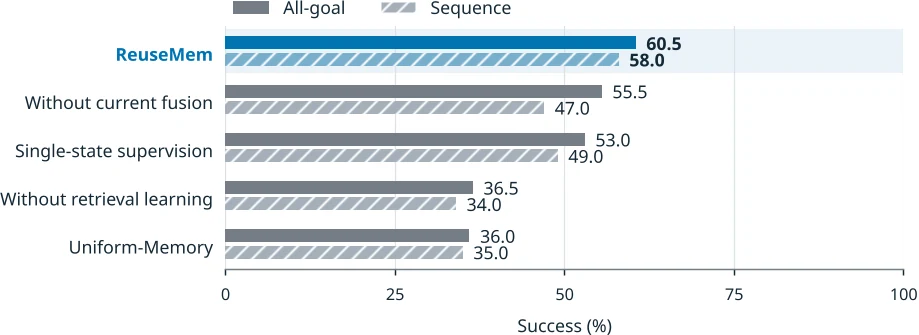 All-goal Sequence
ReuseMem 60.5
58.0
Without current fusion 55.5
47.0
Single-state supervision 53.0
49.0
Without retrieval learning 36.5
34.0
Uniform-Memory 36.0
35.0
0 25 50 75 100
Success (%)